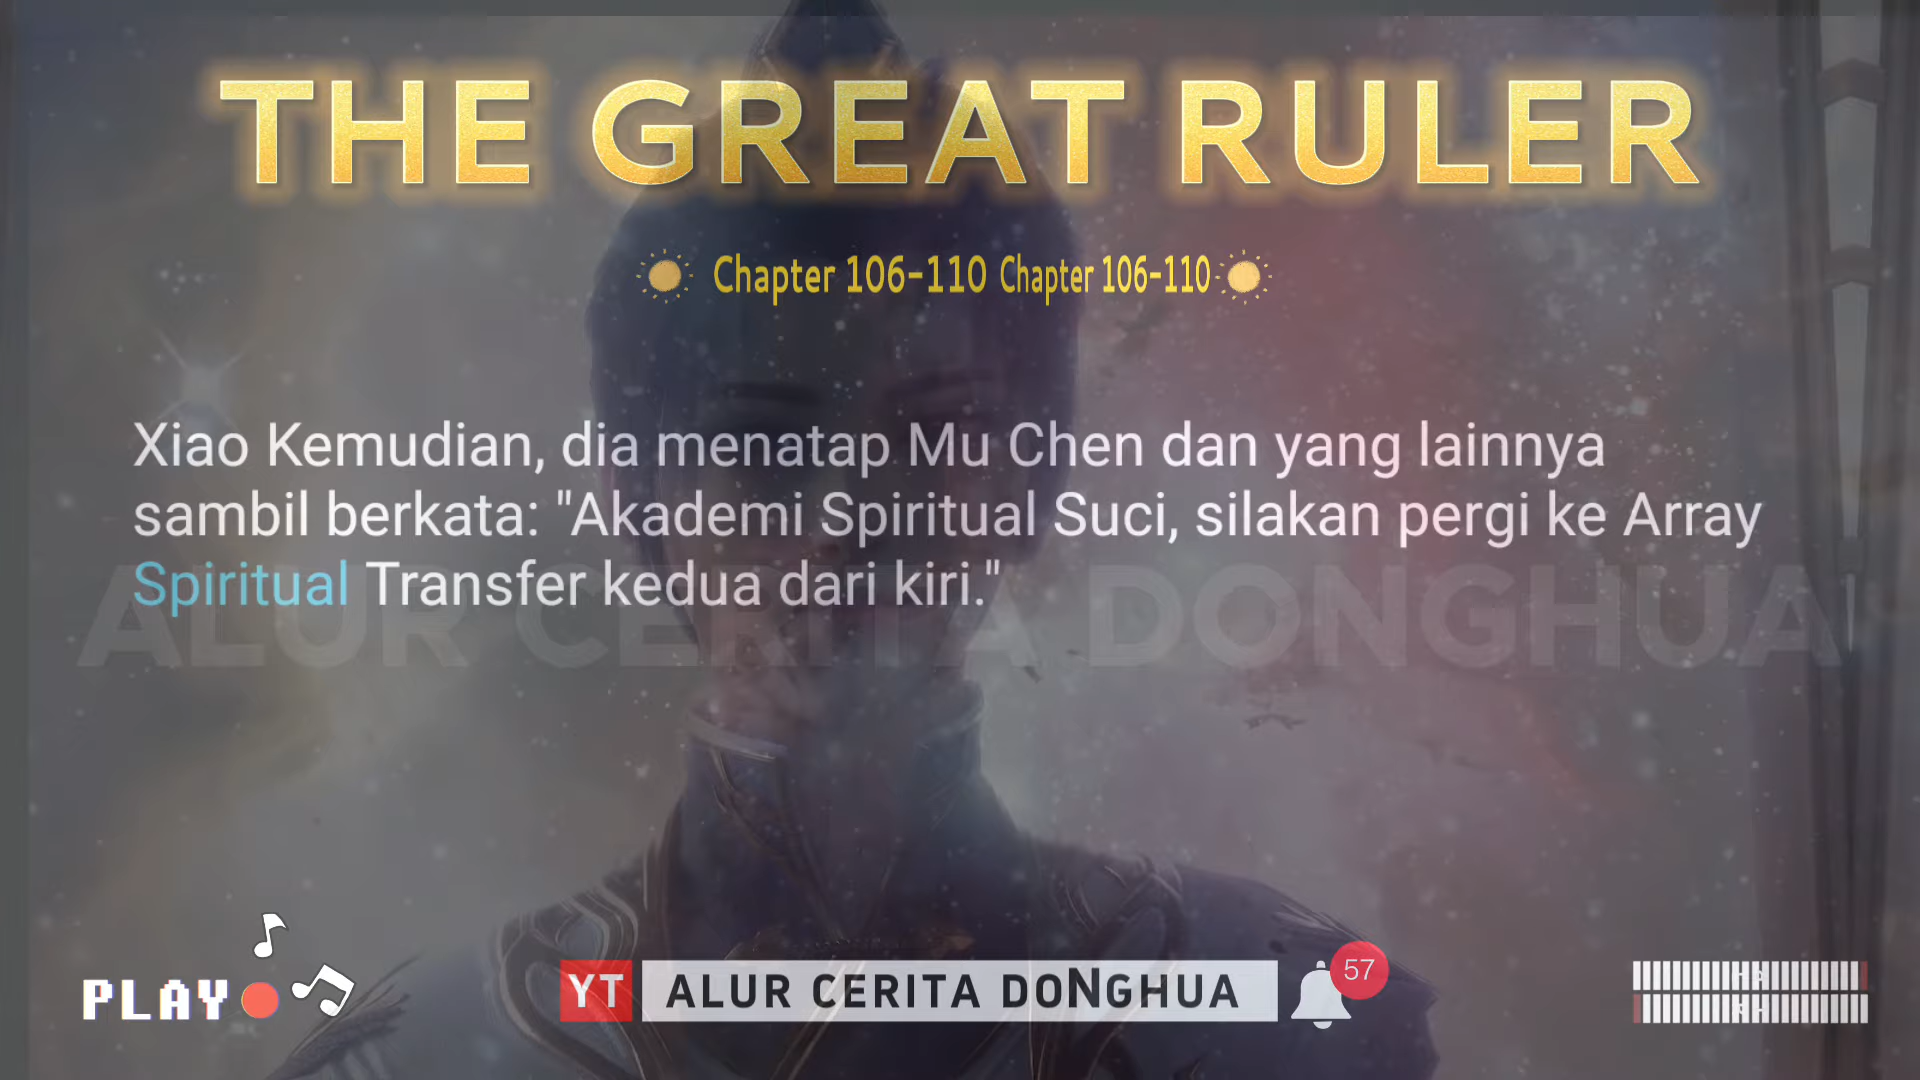 THE GREAT RULER
Chapter 106-110 Chapter 106-110
Xiao Kemudian, dia menatap Mu Chen dan yang lainnya
sambil berkata: "Akademi Spiritual Suci, silakan pergi ke Array
Spiritual Transfer kedua dari kiri."
ALUR CERITA DONGHUA
PLAY
YT ALUR CERITA DONGHUA
57